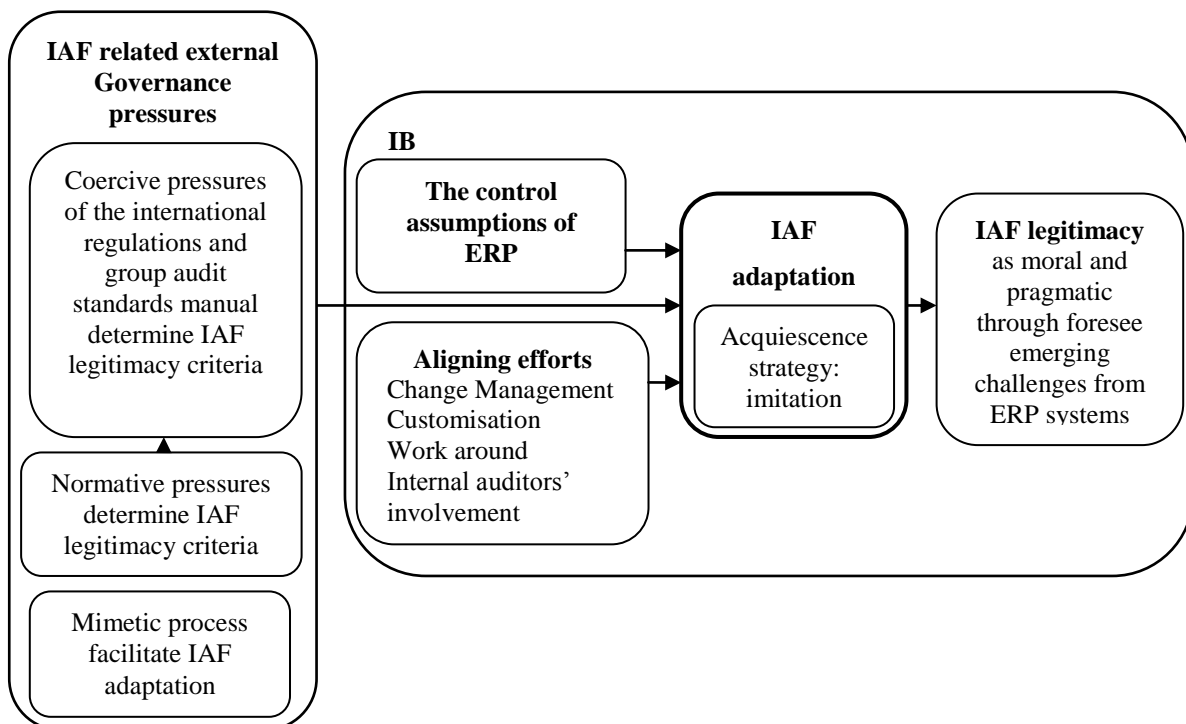 IAF related external
Governance
pressures
Coercive pressures
of the international
regulations and
group audit
standards manual
determine IAF
legitimacy criteria
Normative pressures
determine IAF
legitimacy criteria
Mimetic process
facilitate IAF
adaptation
IB
The control
assumptions of
ERP
Aligning efforts
Change Management
Customisation
Work around
Internal auditors’
involvement
IAF
adaptation
Acquiescence
strategy:
imitation
IAF legitimacy
as moral and
pragmatic
through foresee
emerging
challenges from
ERP systems